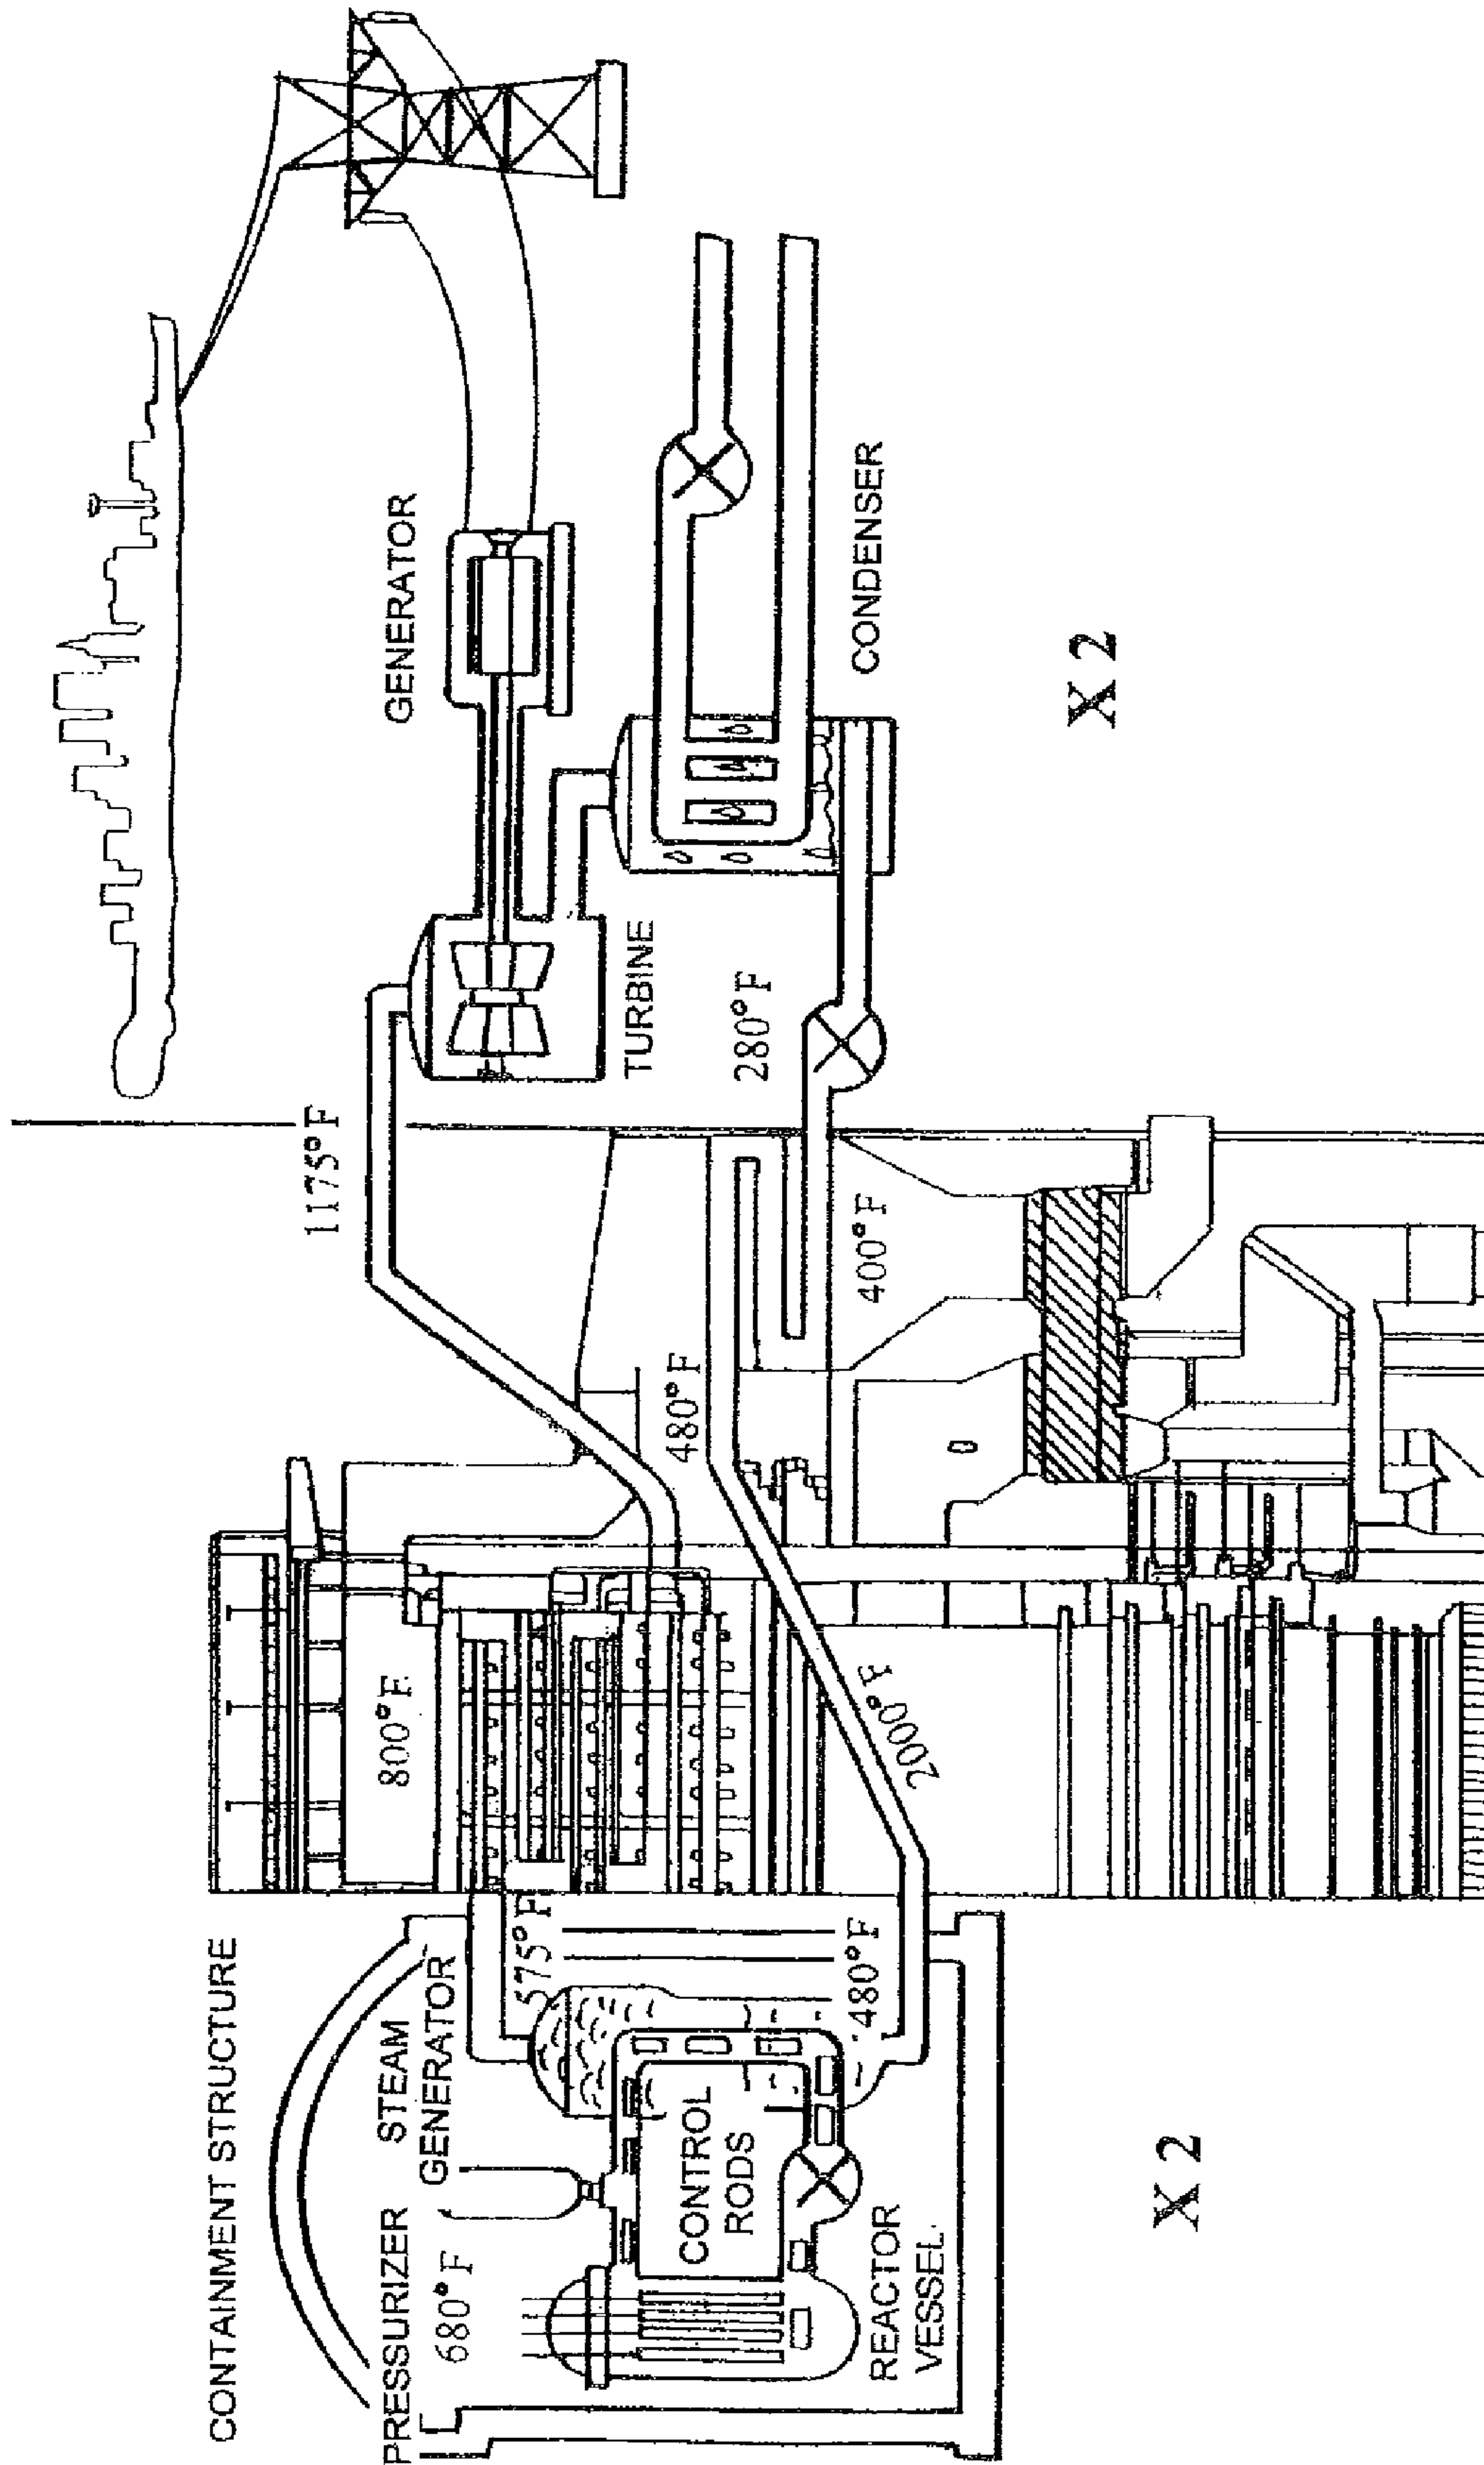 CONTAINMENT STRUCTURE
PRESSURIZER
680°F
STEAM
GENERATOR
575°F
CONTROL
RODS
480°F
REACTOR
VESSEL
X 2
800°F
2000°F
480°F
1175°F
400°F
280°F
TURBINE
GENERATOR
CONDENSER
X 2